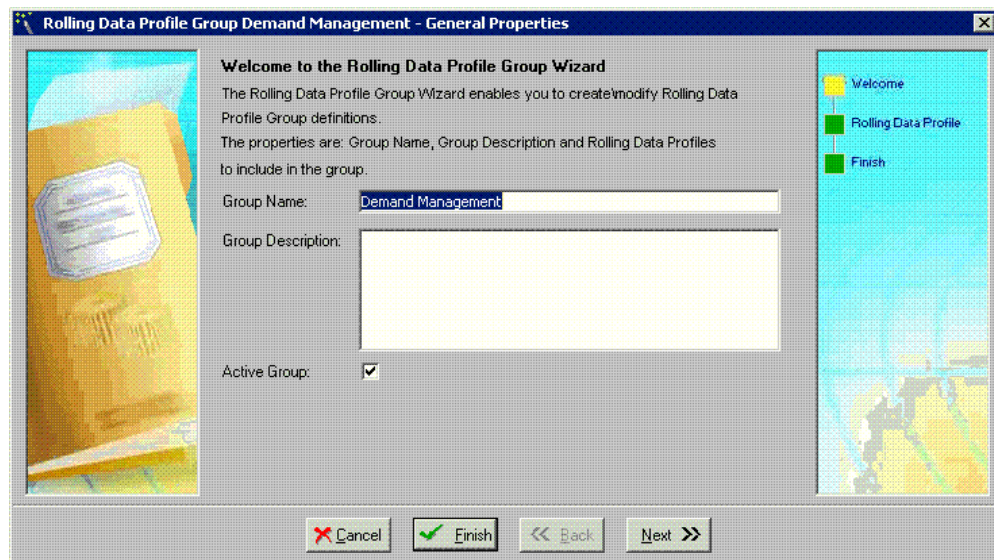 Rolling Data Profile Group Demand Management - General Properties
Welcome to the Rolling Data Profile Group Wizard
The Rolling Data Profile Group Wizard enables you to create\modify Rolling Data
Profile Group definitions.
The properties are: Group Name, Group Description and Rolling Data Profiles
to include in the group.
Group Name: Demand Management
Group Description:
Active Group:
Welcome
Rolling Data Profile
Finish
Cancel Finish Back Next